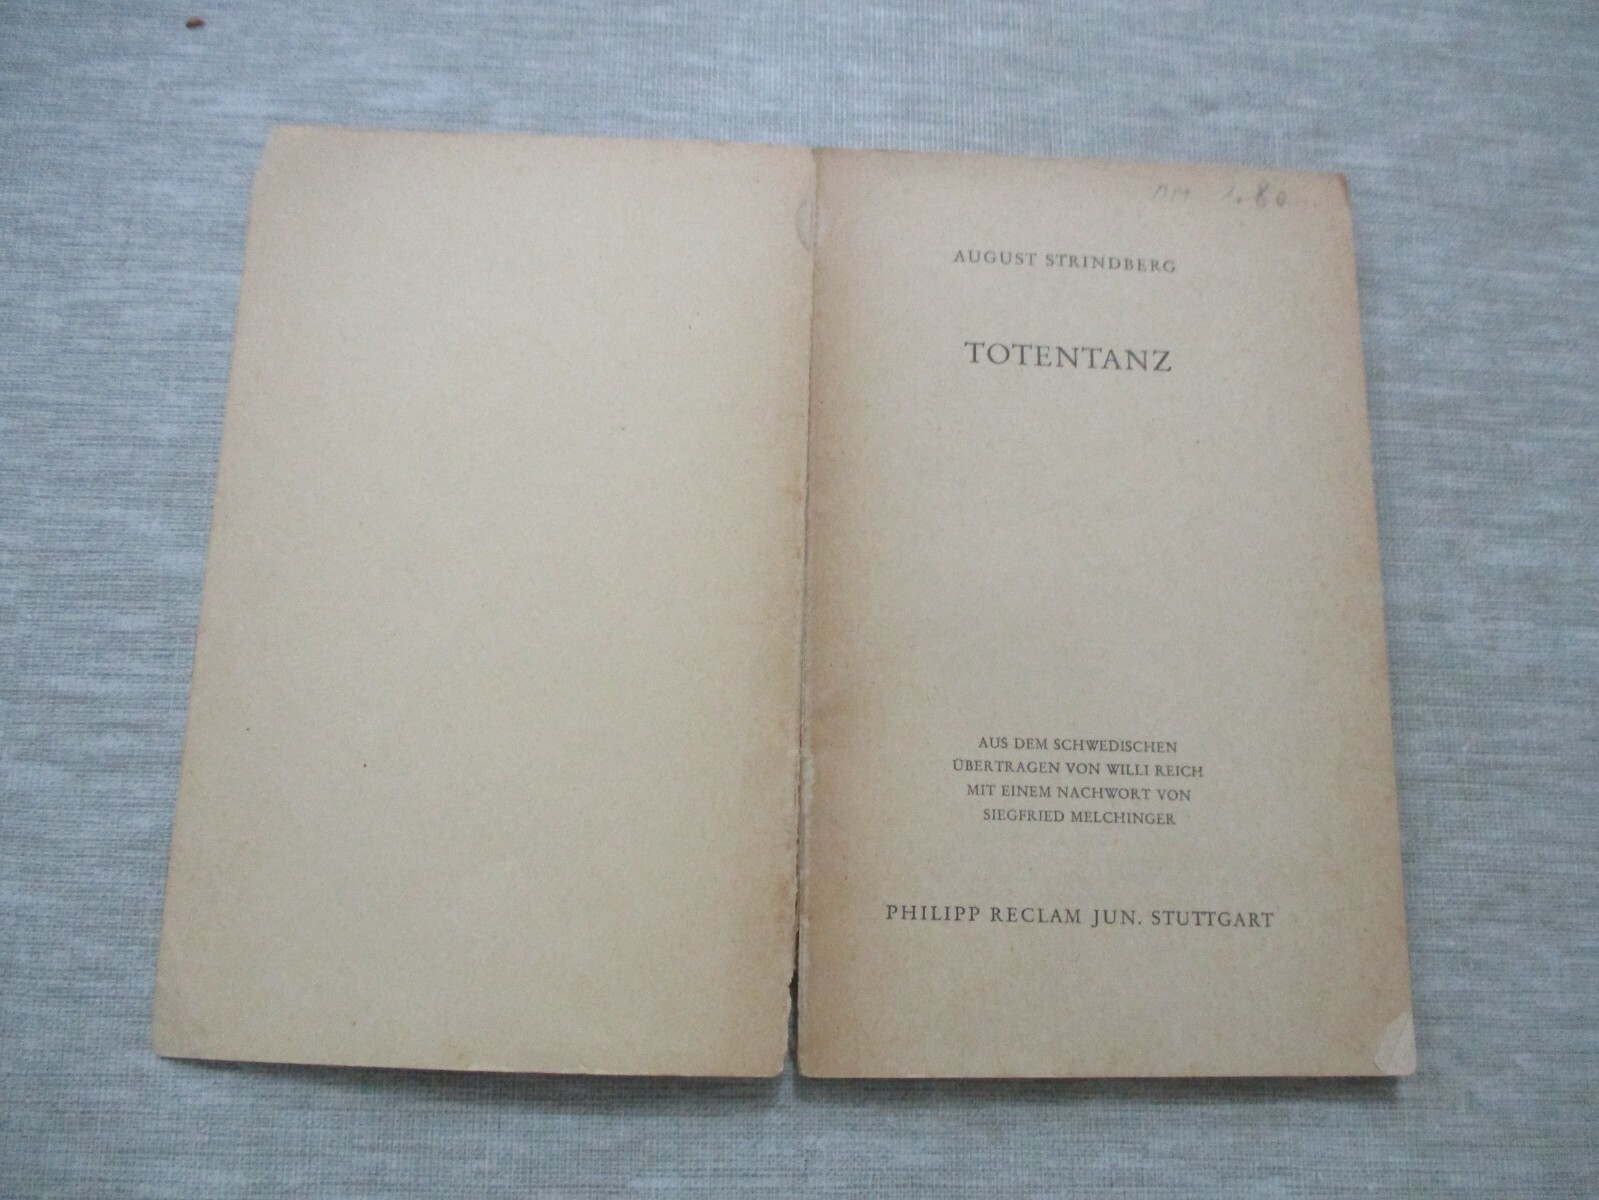 AUGUST STRINDBERG
TOTENTANZ
AUS DEM SCHWEDISCHEN
ÜBERTRAGEN VON WILLI REICH
MIT EINEM NACHWORT VON
SIEGFRIED MELCHINGER
PHILIPP RECLAM JUN. STUTTGART